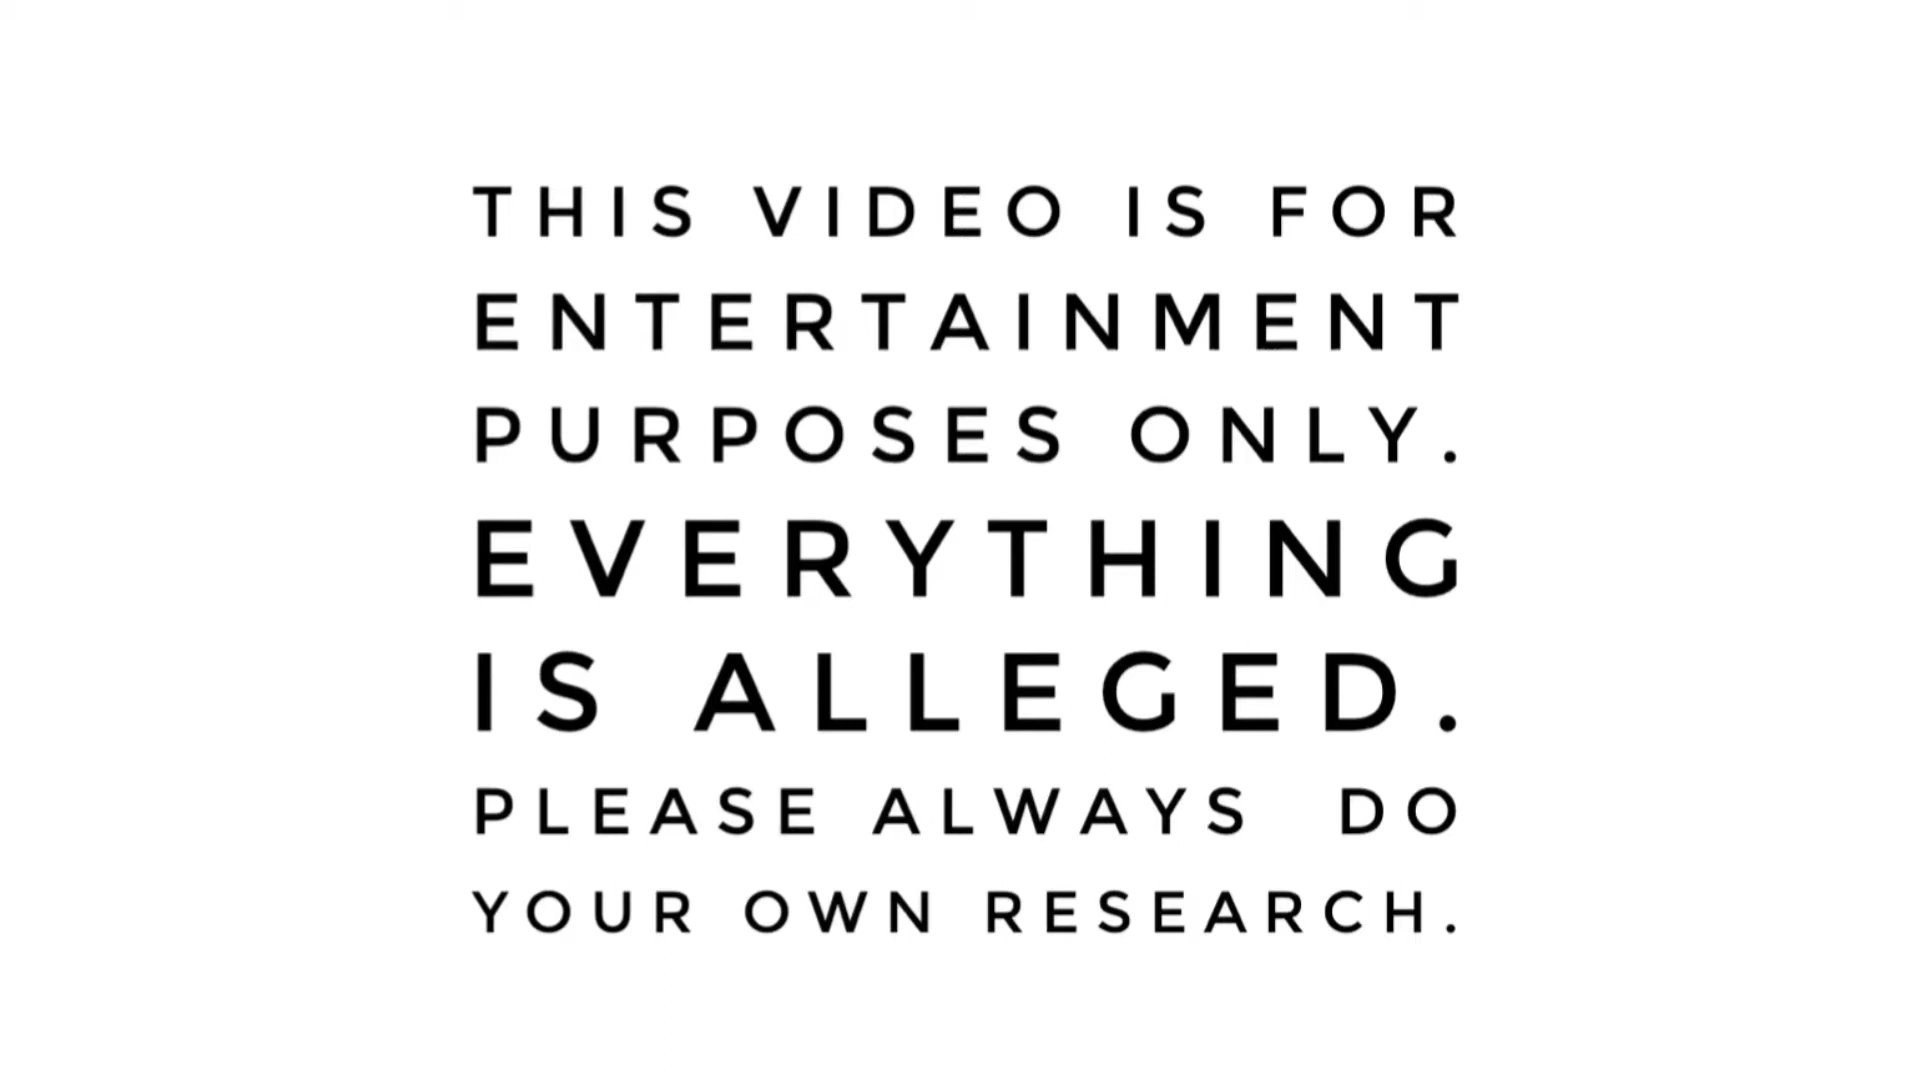 THIS VIDEO IS FOR
ENTERTAINMENT
PURPOSES ONLY.
EVERYTHING
IS ALLEGED.
PLEASE ALWAYS DO
YOUR OWN RESEARCH.